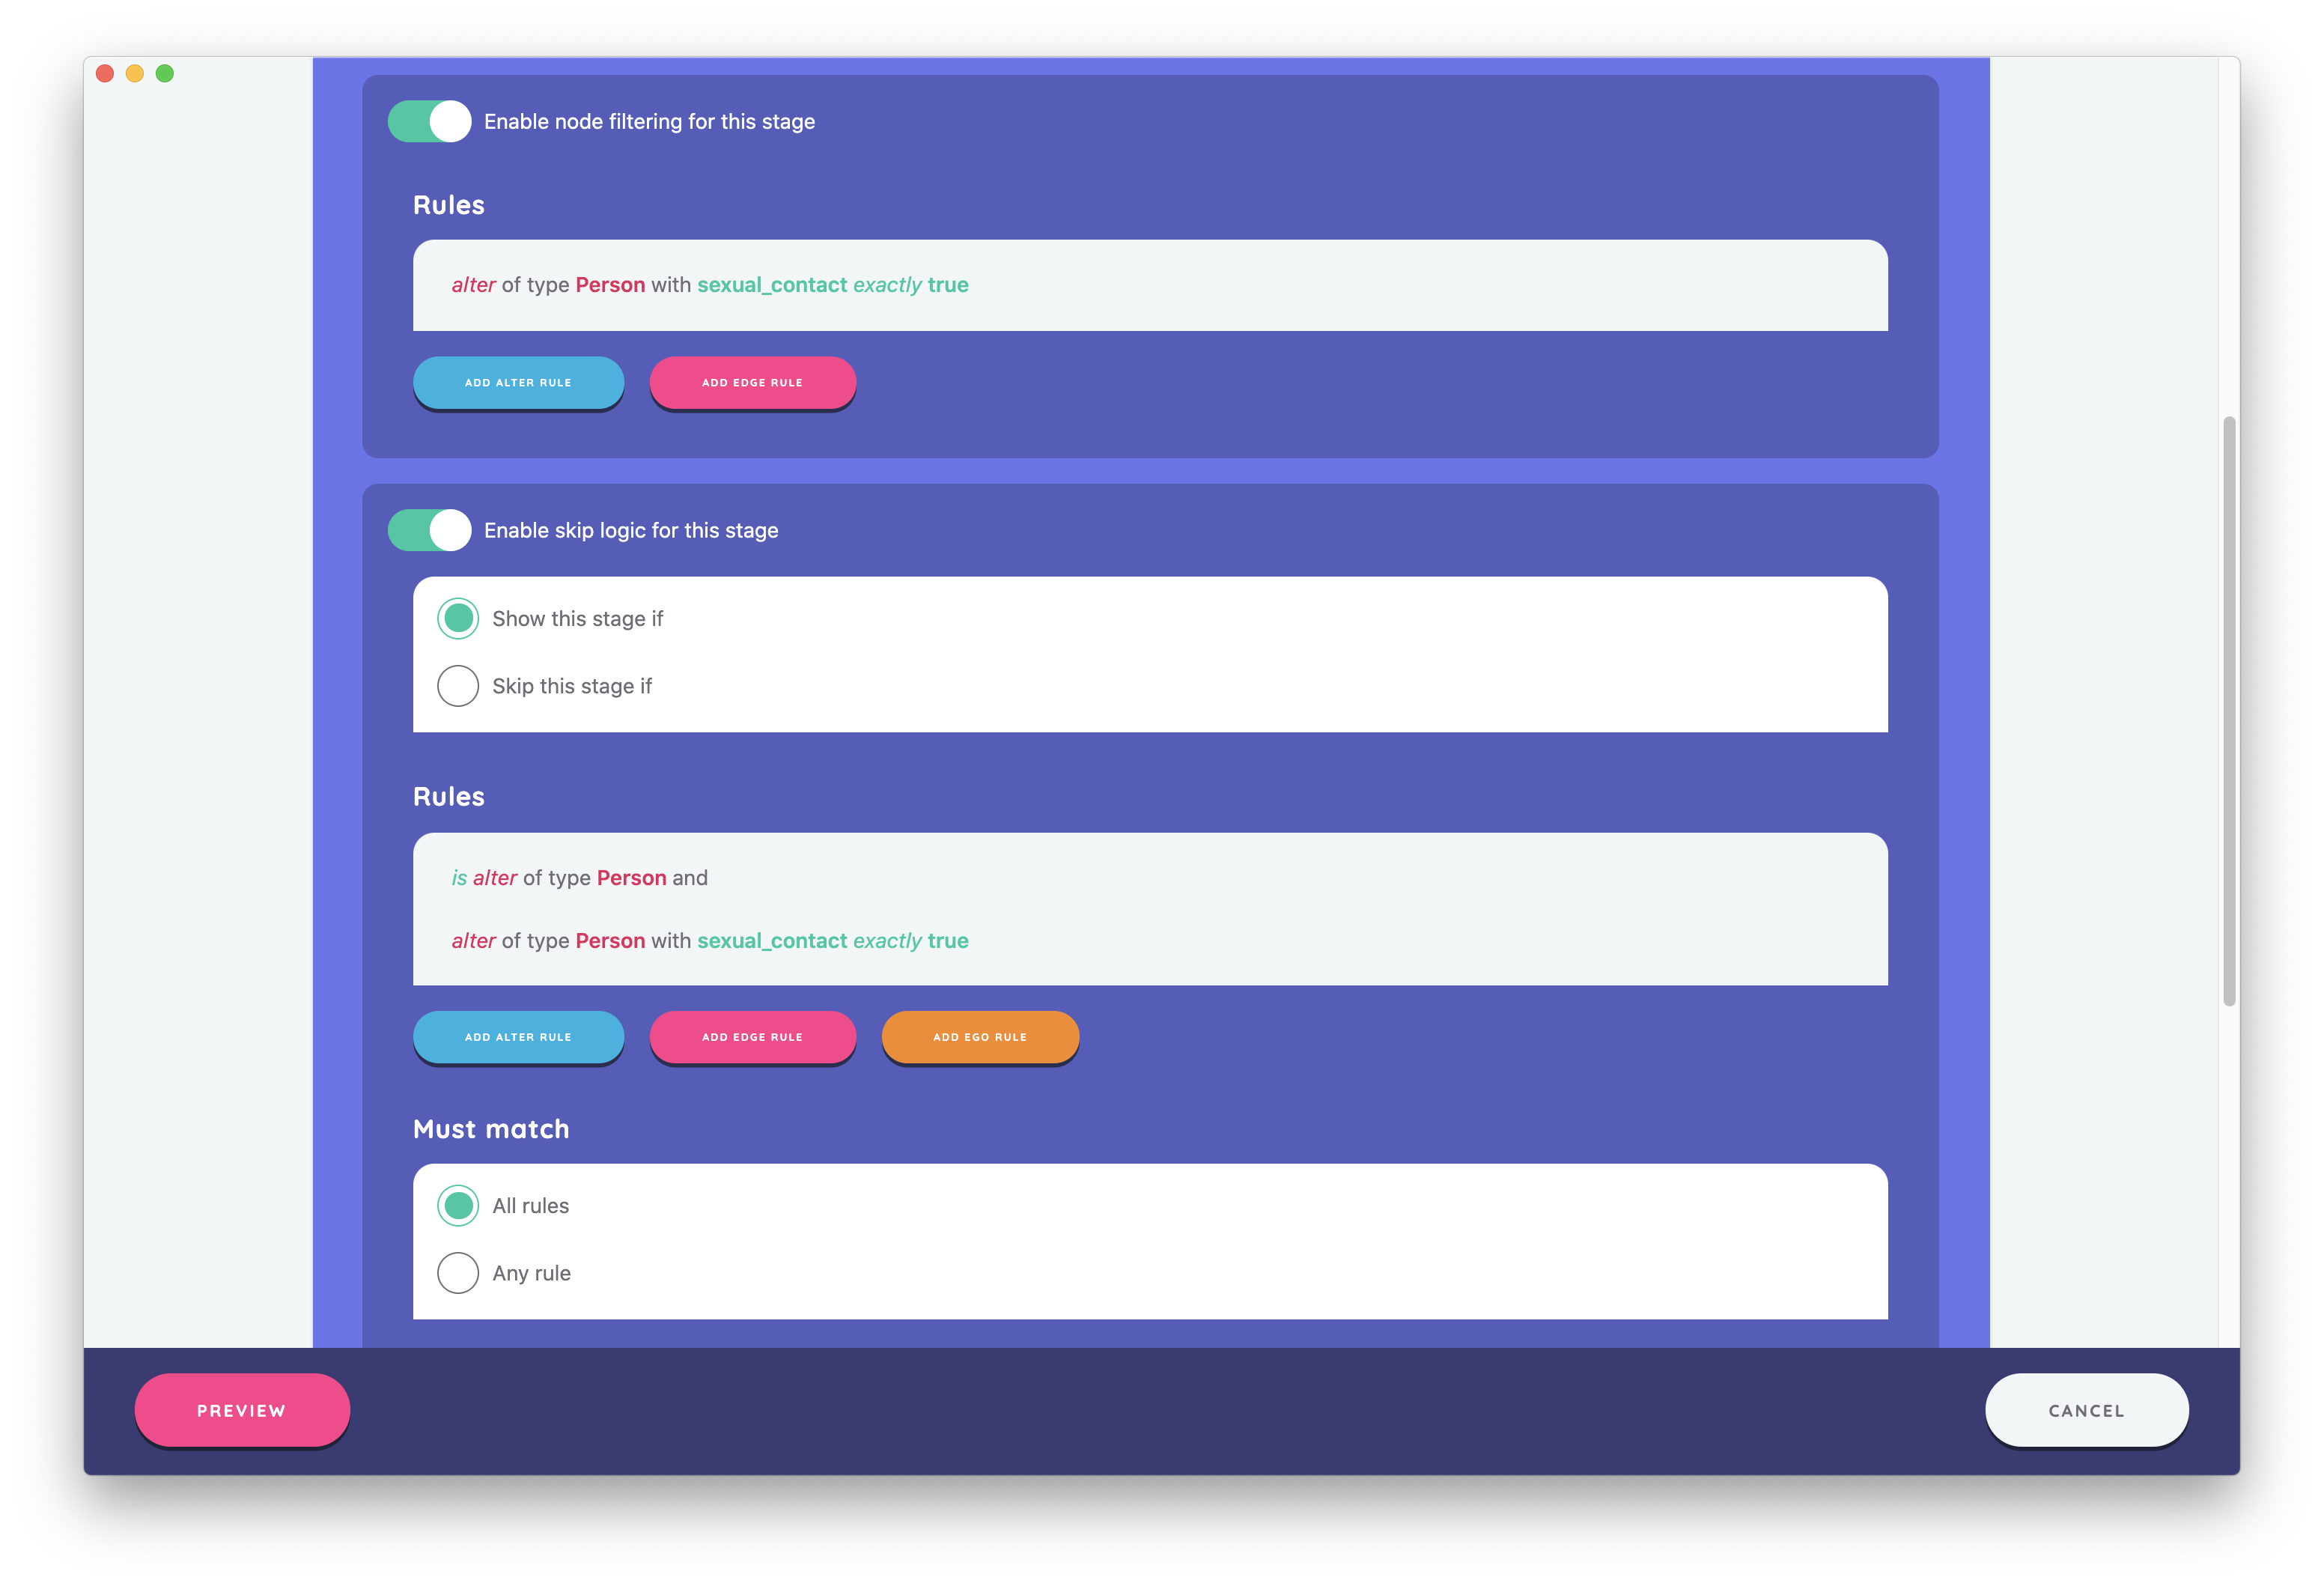 Enable node filtering for this stage
Rules
alter of type Person with sexual_contact exactly true
ADD ALTER RULE ADD EDGE RULE
Enable skip logic for this stage
Show this stage if
Skip this stage if
Rules
is alter of type Person and
alter of type Person with sexual_contact exactly true
ADD ALTER RULE ADD EDGE RULE ADD EGO RULE
Must match
All rules
Any rule
PREVIEW CANCEL